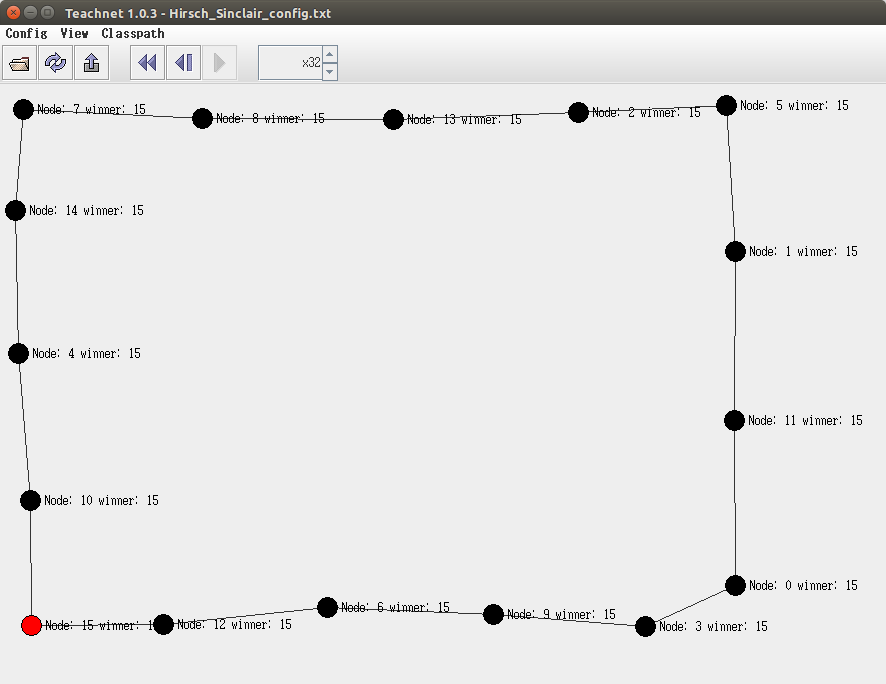 Teachnet 1.0.3 - Hirsch_Sinclair_config.txt
Config View Classpath
x32
Node: 7 winner: 15
Node: 8 winner: 15
Node: 13 winner: 15
Node: 2 winner: 15
Node: 5 winner: 15
Node: 14 winner: 15
Node: 1 winner: 15
Node: 4 winner: 15
Node: 11 winner: 15
Node: 10 winner: 15
Node: 0 winner: 15
Node: 15 winner: 1
Node: 12 winner: 15
Node: 6 winner: 15
Node: 9 winner: 15
Node: 3 winner: 15